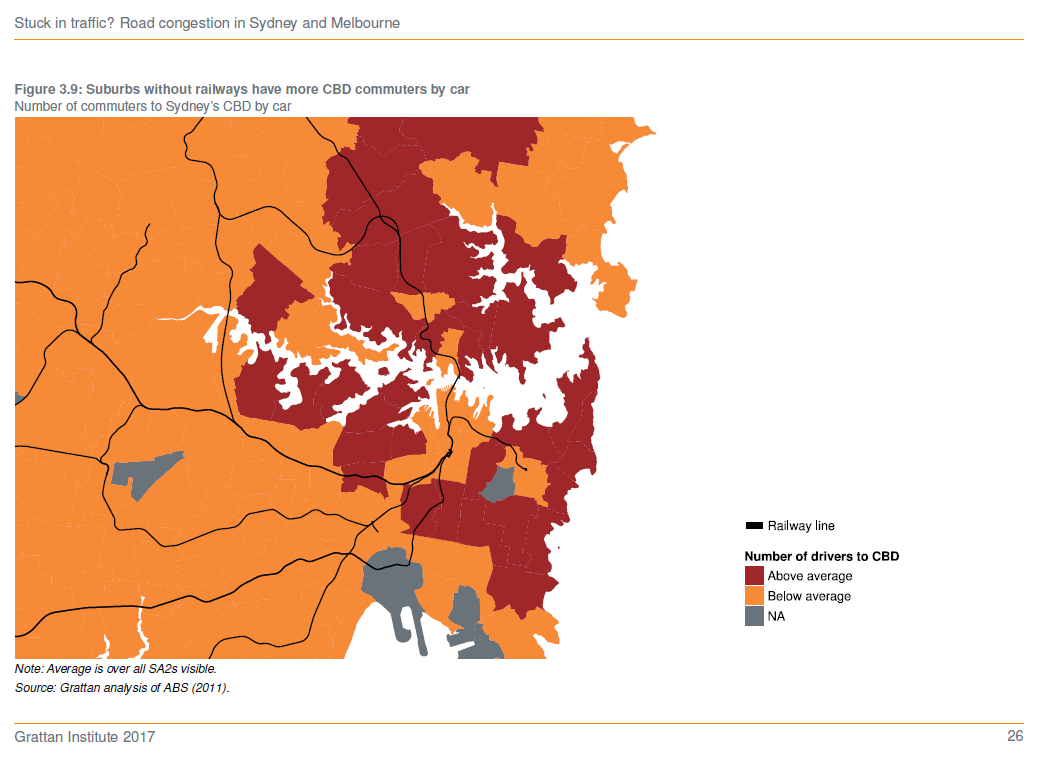 Stuck in traffic? Road congestion in Sydney and Melbourne
Figure 3.9: Suburbs without railways have more CBD commuters by car
Number of commuters to Sydney's CBD by car
Railway line
Number of drivers to CBD
Above average
Below average
NA
Note: Average is over all SA2s visible.
Source: Grattan analysis of ABS (2011).
Grattan Institute 2017
26